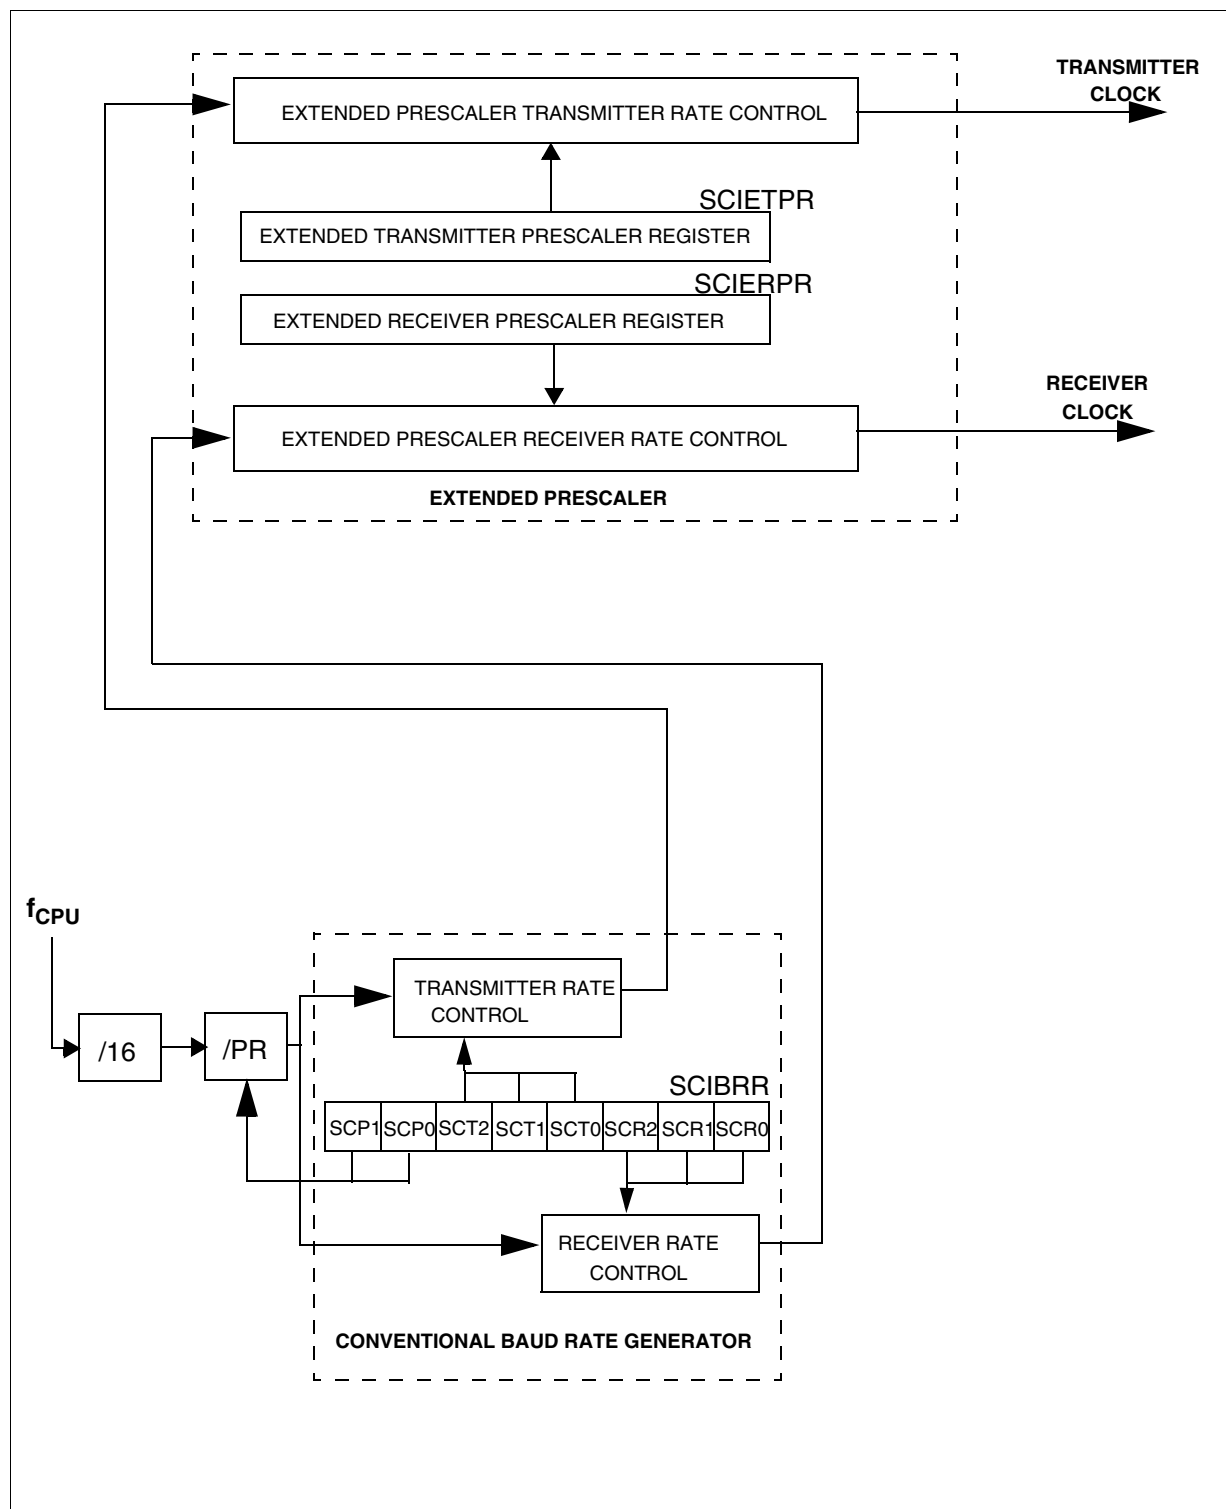 TRANSMITTER
CLOCK
EXTENDED PRESCALER TRANSMITTER RATE CONTROL
SCIETPR
EXTENDED TRANSMITTER PRESCALER REGISTER
SCIERPR
EXTENDED RECEIVER PRESCALER REGISTER
RECEIVER
CLOCK
EXTENDED PRESCALER RECEIVER RATE CONTROL
EXTENDED PRESCALER
fCPU
TRANSMITTER RATE
CONTROL
/16
/PR
SCIBRR
SCP1 SCP0 SCT2 SCT1 SCT0 SCR2 SCR1 SCR0
RECEIVER RATE
CONTROL
CONVENTIONAL BAUD RATE GENERATOR